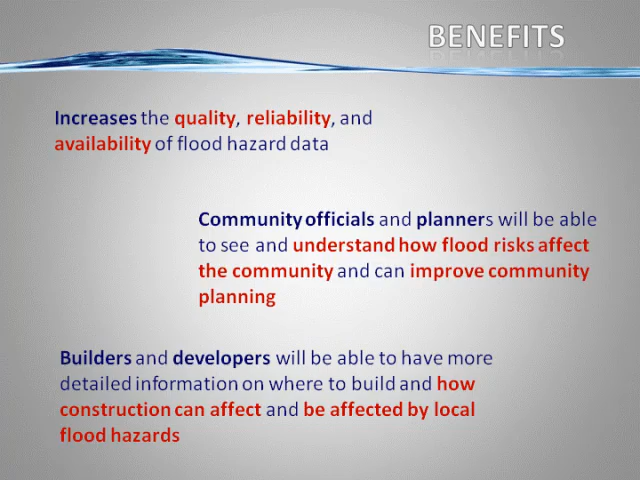 BENEFITS
Increases the quality, reliability, and
availability of flood hazard data
Community officials and planners will be able
to see and understand how flood risks affect
the community and can improve community
planning
Builders and developers will be able to have more
detailed information on where to build and how
construction can affect and be affected by local
flood hazards